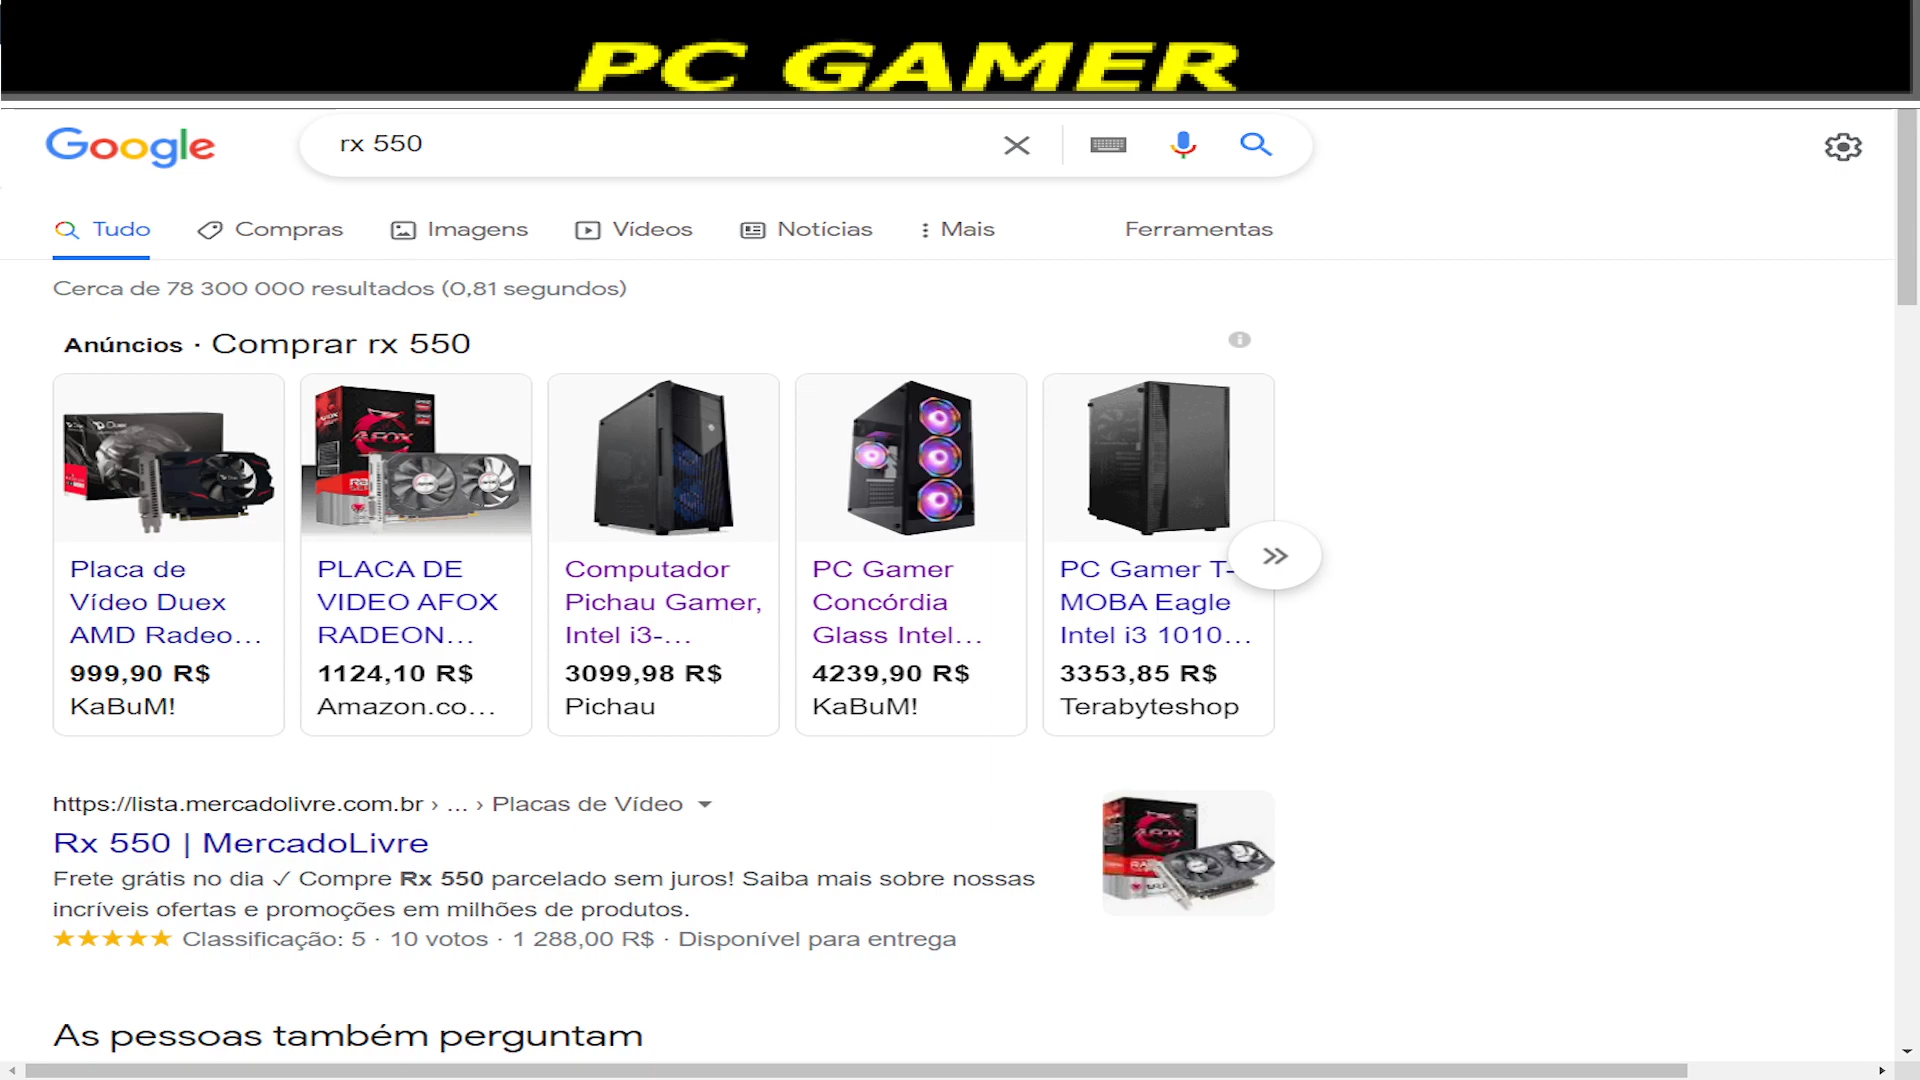 PC GAMER
Google
rx 550
Tudo
Compras
Imagens
Vídeos
Notícias
Mais
Ferramentas
Cerca de 78 300 000 resultados (0,81 segundos)
Anúncios · Comprar rx 550
Placa de
Vídeo Duex
AMD Radeo...
999,90 R$
KaBuM!
PLACA DE
VIDEO AFOX
RADEON...
1124,10 R$
Amazon.co...
Computador
Pichau Gamer,
Intel i3-...
3099,98 R$
Pichau
PC Gamer
Concórdia
Glass Intel...
4239,90 R$
KaBuM!
PC Gamer T-
MOBA Eagle
Intel i3 1010...
3353,85 R$
Terabyteshop
https://lista.mercadolivre.com.br › ... › Placas de Vídeo
Rx 550 | MercadoLivre
Frete grátis no dia ✓ Compre Rx 550 parcelado sem juros! Saiba mais sobre nossas
incríveis ofertas e promoções em milhões de produtos.
★★★★★ Classificação: 5 · 10 votos · 1 288,00 R$ · Disponível para entrega
As pessoas também perguntam